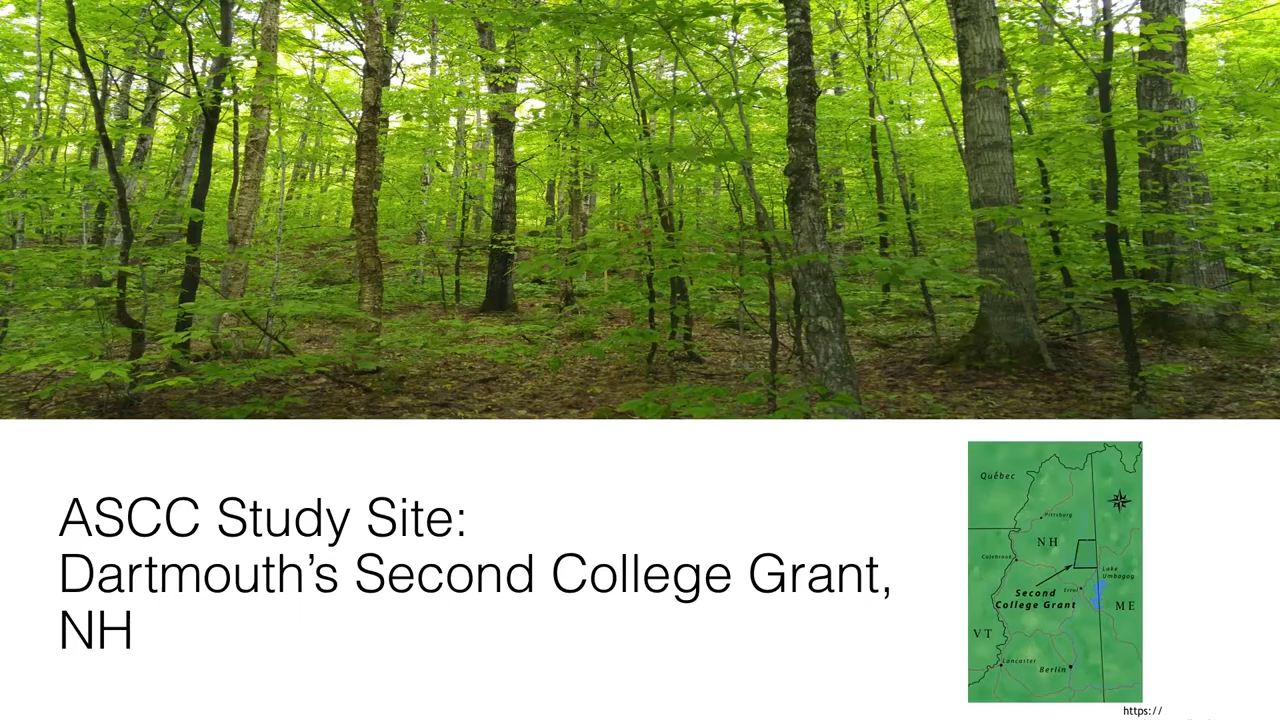 ASCC Study Site:
Dartmouth’s Second College Grant,
NH
Québec
Pittsburg
NH
Colebrook
Lake
Umbagog
Errol
Second
College Grant
ME
VT
Lancaster
Berlin
https://